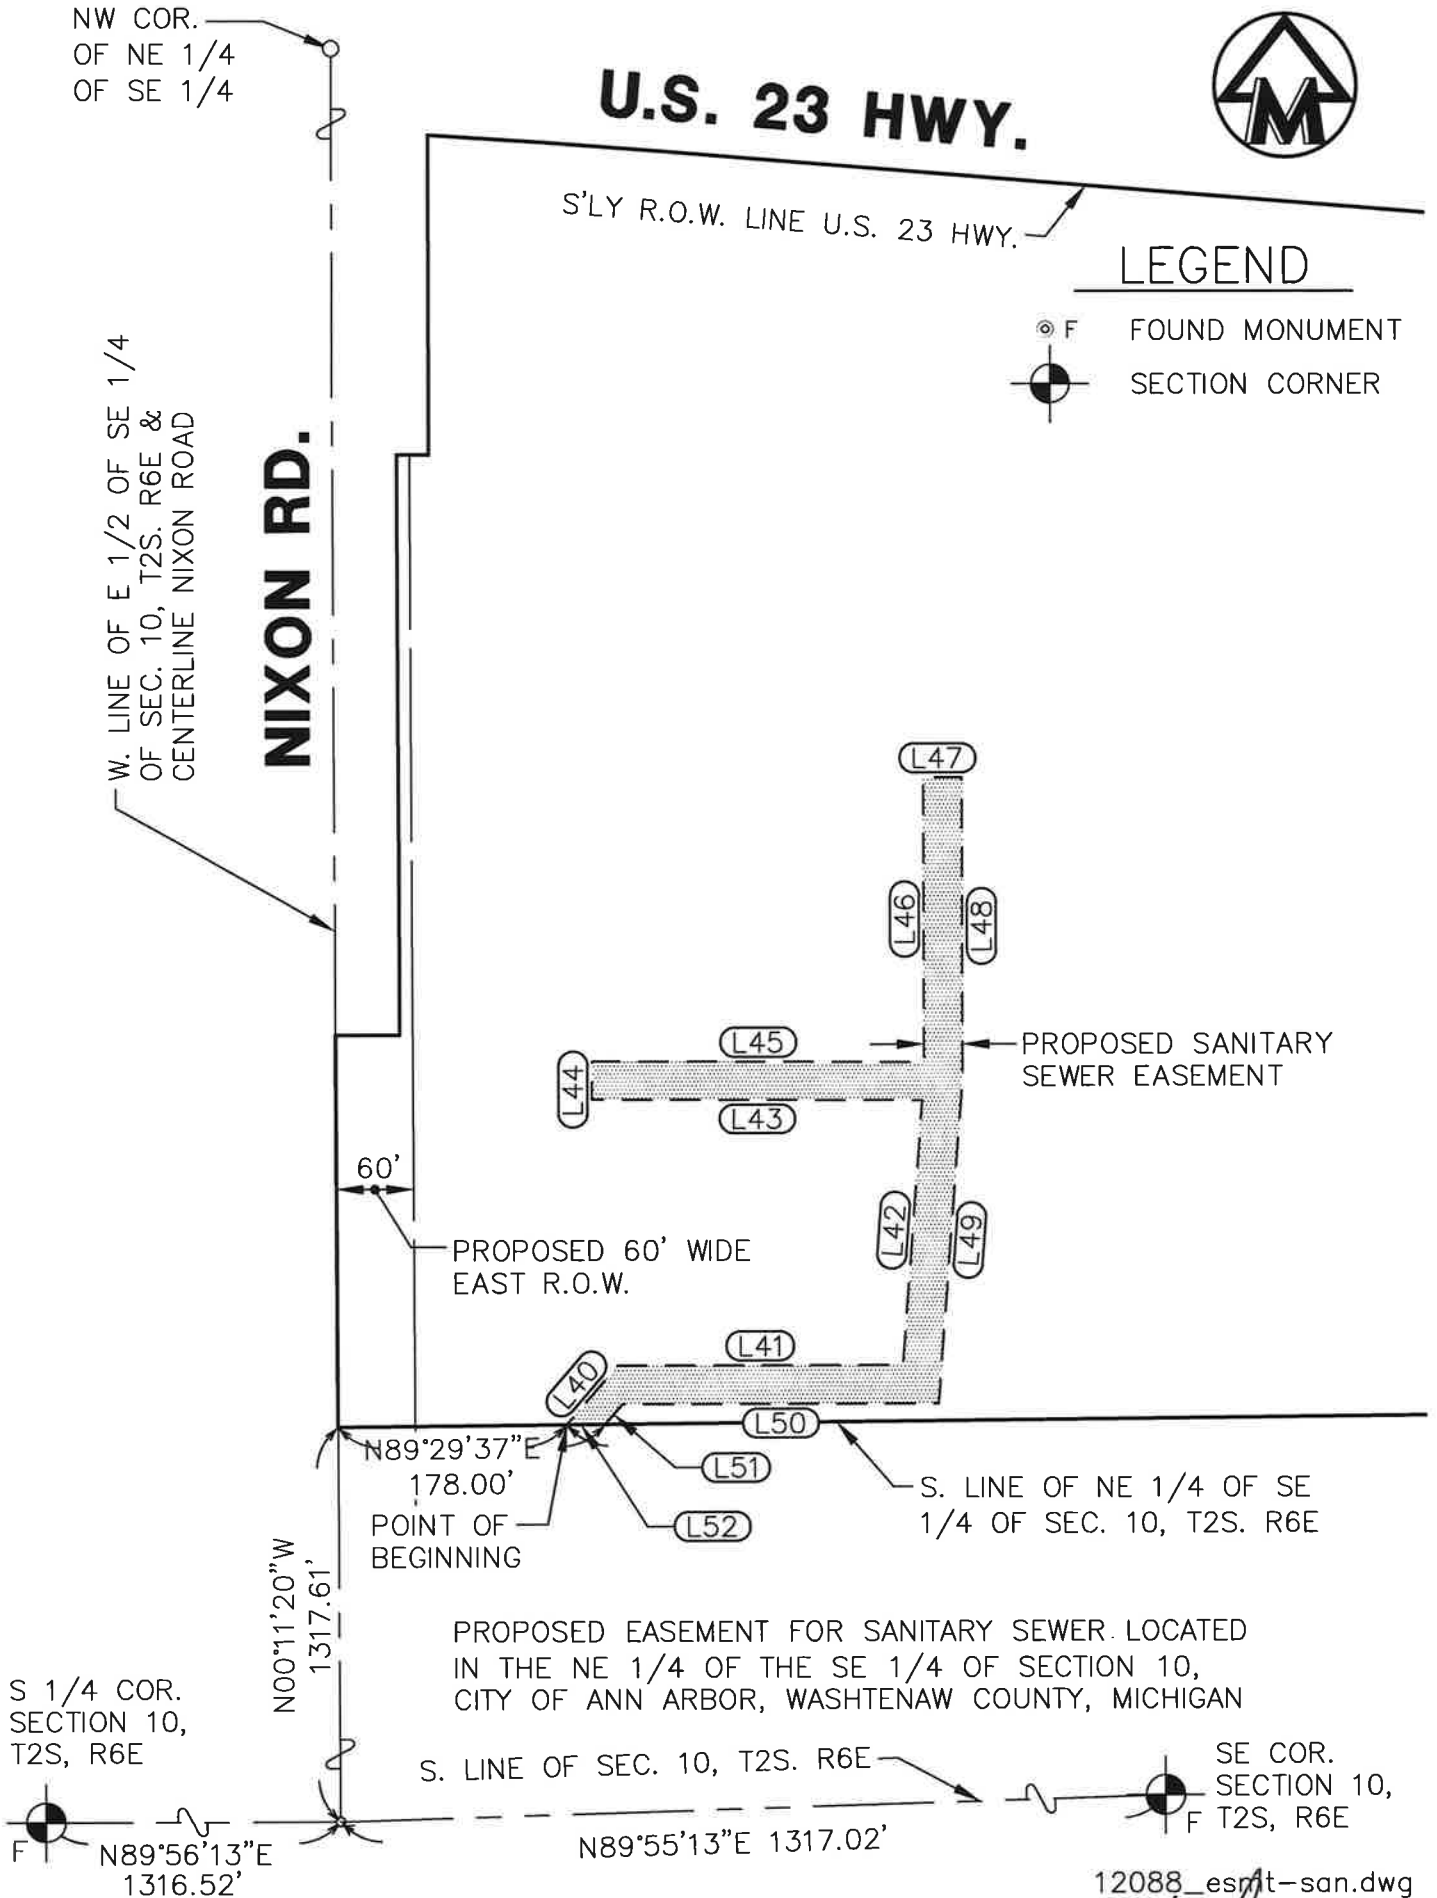 NW COR.
OF NE 1/4
OF SE 1/4
U.S. 23 HWY.
M
S'LY R.O.W. LINE U.S. 23 HWY.
LEGEND
F FOUND MONUMENT
SECTION CORNER
W. LINE OF E 1/2 OF SE 1/4
OF SEC. 10, T2S. R6E &
CENTERLINE NIXON ROAD
NIXON RD.
L47
L46
L48
L45
PROPOSED SANITARY
SEWER EASEMENT
L44
L43
60'
L42
L49
PROPOSED 60' WIDE
EAST R.O.W.
L41
L40
L50
N89°29'37"E
178.00'
L51
L52
POINT OF
BEGINNING
S. LINE OF NE 1/4 OF SE
1/4 OF SEC. 10, T2S. R6E
N00°11'20"W
1317.61'
PROPOSED EASEMENT FOR SANITARY SEWER LOCATED
IN THE NE 1/4 OF THE SE 1/4 OF SECTION 10,
CITY OF ANN ARBOR, WASHTENAW COUNTY, MICHIGAN
S 1/4 COR.
SECTION 10,
T2S, R6E
S. LINE OF SEC. 10, T2S. R6E
SE COR.
SECTION 10,
T2S, R6E
F
F
N89°56'13"E
1316.52'
N89°55'13"E 1317.02'
12088_esmt-san.dwg